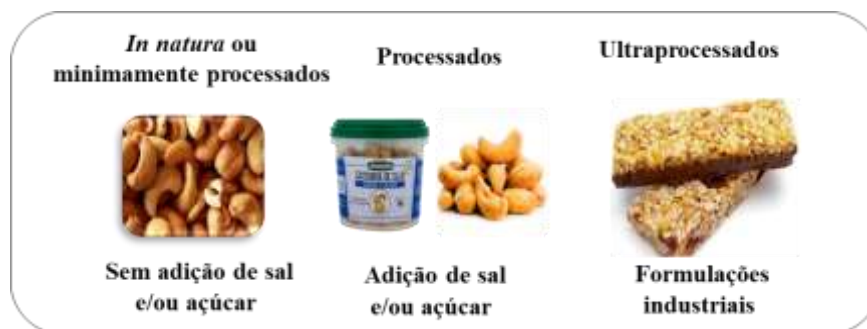 In natura ou
minimamente processados
Processados
Ultraprocessados
Sem adição de sal
e/ou açúcar
Adição de sal
e/ou açúcar
Formulações
industriais